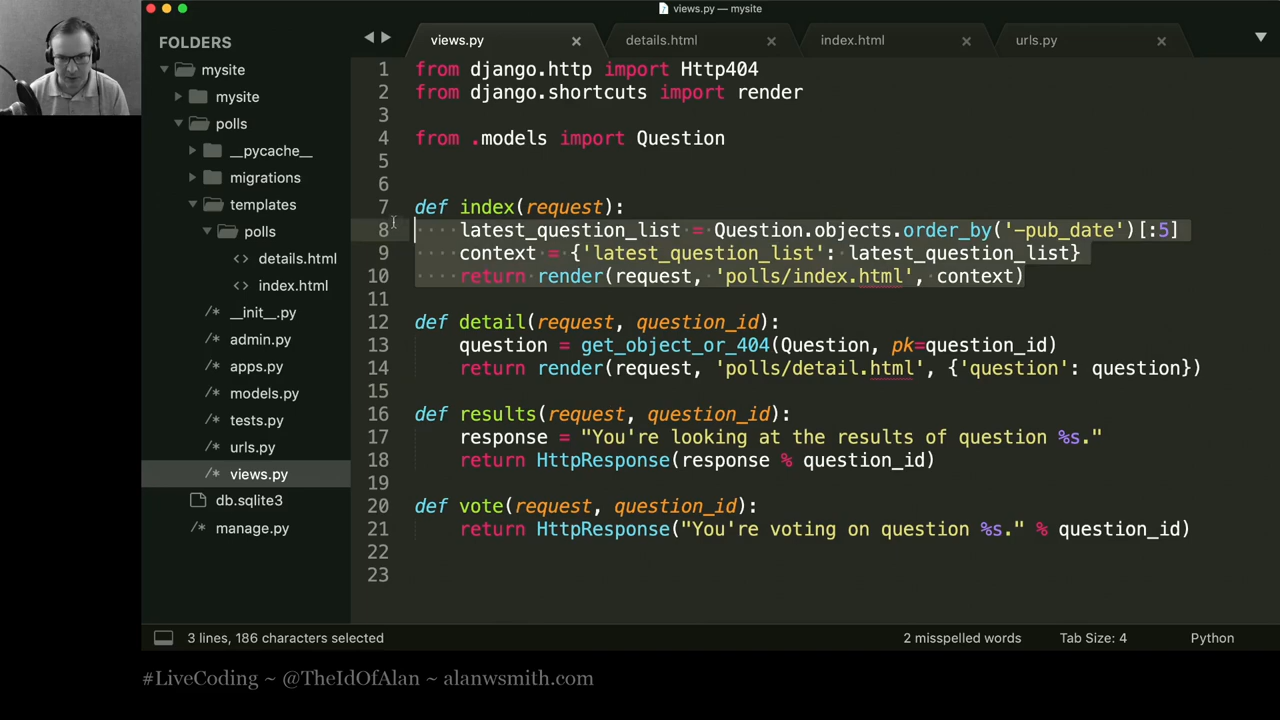 views.py — mysite
FOLDERS
mysite
mysite
polls
__pycache__
migrations
templates
polls
<> details.html
<> index.html
/* __init__.py
/* admin.py
/* apps.py
/* models.py
/* tests.py
/* urls.py
/* views.py
db.sqlite3
/* manage.py
views.py
details.html
index.html
urls.py
1 from django.http import Http404
2 from django.shortcuts import render
3
4 from .models import Question
5
6
7 def index(request):
8 latest_question_list = Question.objects.order_by('-pub_date')[:5]
9 context = {'latest_question_list': latest_question_list}
10 return render(request, 'polls/index.html', context)
11
12 def detail(request, question_id):
13 question = get_object_or_404(Question, pk=question_id)
14 return render(request, 'polls/detail.html', {'question': question})
15
16 def results(request, question_id):
17 response = "You're looking at the results of question %s."
18 return HttpResponse(response % question_id)
19
20 def vote(request, question_id):
21 return HttpResponse("You're voting on question %s." % question_id)
22
23
3 lines, 186 characters selected
2 misspelled words
Tab Size: 4
Python
#LiveCoding ~ @TheIdOfAlan ~ alanwsmith.com